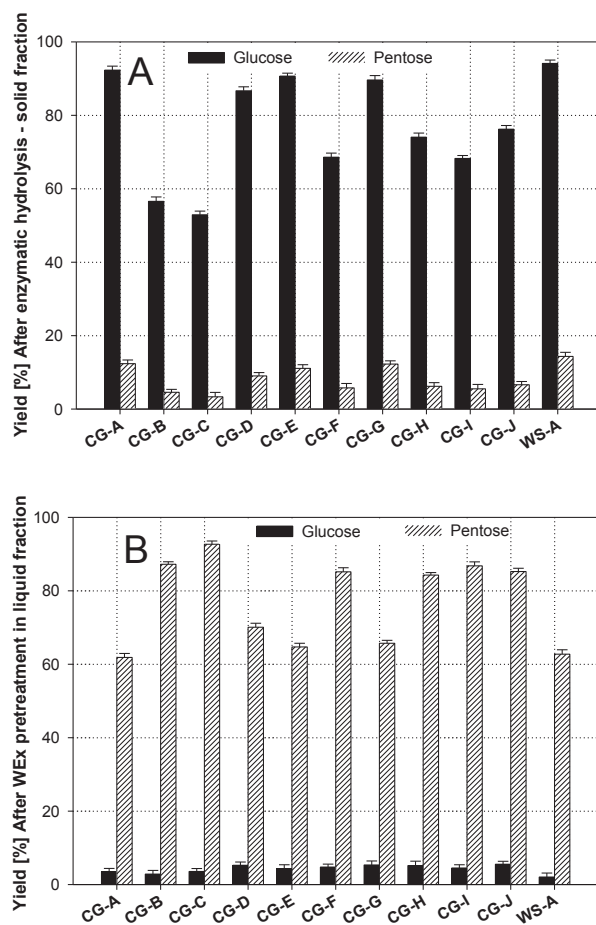 Yield [%] After enzymatic hydrolysis - solid fraction
A
Glucose
Pentose
100
80
60
40
20
0
CG-A
CG-B
CG-C
CG-D
CG-E
CG-F
CG-G
CG-H
CG-I
CG-J
WS-A
Yield [%] After WEx pretreatment in liquid fraction
B
Glucose
Pentose
100
80
60
40
20
0
CG-A
CG-B
CG-C
CG-D
CG-E
CG-F
CG-G
CG-H
CG-I
CG-J
WS-A